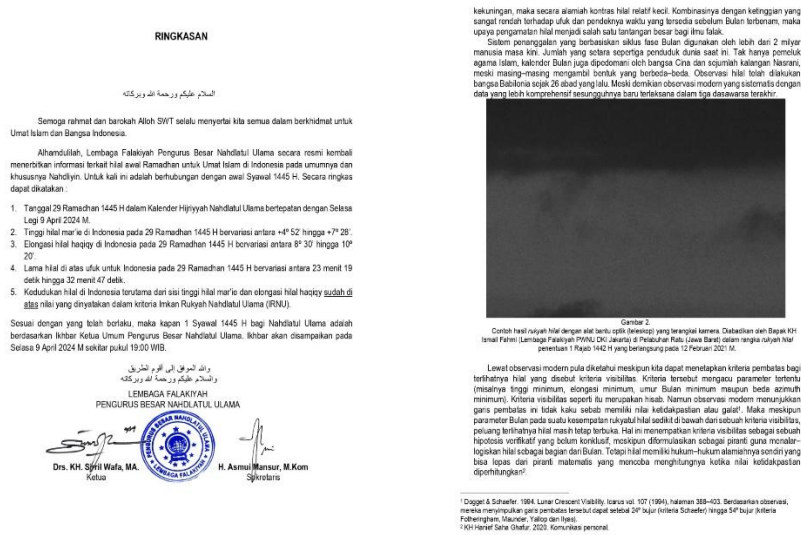 RINGKASAN
السلام عليكم ورحمة الله وبركاته
Semoga rahmat dan barokah Alloh SWT selalu menyertai kita semua dalam berkhidmat untuk
Umat Islam dan Bangsa Indonesia.
Alhamdulilah, Lembaga Falakiyah Pengurus Besar Nahdlatul Ulama secara resmi kembali
menerbitkan informasi terkait hilal awal Ramadhan untuk Umat Islam di Indonesia pada umumnya dan
khususnya Nahdliyin. Untuk kali ini adalah berhubungan dengan awal Syawal 1445 H. Secara ringkas
dapat dikatakan :
1. Tanggal 29 Ramadhan 1445 H dalam Kalender Hijriyyah Nahdlatul Ulama bertepatan dengan Selasa
Legi 9 April 2024 M.
2. Tinggi hilal mar'ie di Indonesia pada 29 Ramadhan 1445 H bervariasi antara +4º 52' hingga +7º 28'.
3. Elongasi hilal haqiqy di Indonesia pada 29 Ramadhan 1445 H bervariasi antara 8º 30' hingga 10º
20'.
4. Lama hilal di atas ufuk untuk Indonesia pada 29 Ramadhan 1445 H bervariasi antara 23 menit 19
detik hingga 32 menit 47 detik.
5. Kedudukan hilal di Indonesia terutama dari sisi tinggi hilal mar'ie dan elongasi hilal haqiqy sudah di
atas nilai yang dinyatakan dalam kriteria Imkan Rukyah Nahdlatul Ulama (IRNU).
Sesuai dengan yang telah berlaku, maka kapan 1 Syawal 1445 H bagi Nahdlatul Ulama adalah
berdasarkan Ikhbar Ketua Umum Pengurus Besar Nahdlatul Ulama. Ikhbar akan disampaikan pada
Selasa 9 April 2024 M sekitar pukul 19:00 WIB.
والله الموفق إلى أقوم الطريق
والسلام عليكم ورحمة الله وبركاته
LEMBAGA FALAKIYAH
PENGURUS BESAR NAHDLATUL ULAMA
PENGURUS BESAR NAHDLATUL ULAMA
LEMBAGA FALAKIYAH
Drs. KH. Sirril Wafa, MA.
Ketua
H. Asmui Mansur, M.Kom
Sekretaris
kekuningan, maka secara alamiah kontras hilal relatif kecil. Kombinasinya dengan ketinggian yang
sangat rendah terhadap ufuk dan pendeknya waktu yang tersedia sebelum Bulan terbenam, maka
upaya pengamatan hilal menjadi salah satu tantangan besar bagi ilmu falak.
Sistem penanggalan yang berbasiskan siklus fase Bulan digunakan oleh lebih dari 2 milyar
manusia masa kini. Jumlah yang setara sepertiga penduduk dunia saat ini. Tak hanya pemeluk
agama Islam, kalender Bulan juga dipedomani oleh bangsa Cina dan sejumlah kalangan Nasrani,
meski masing–masing mengambil bentuk yang berbeda–beda. Observasi hilal telah dilakukan
bangsa Babilonia sejak 26 abad yang lalu. Meski demikian observasi modern yang sistematis dengan
data yang lebih komprehensif sesungguhnya baru terlaksana dalam tiga dasawarsa terakhir.
Gambar 2.
Contoh hasil rukyah hilal dengan alat bantu optik (teleskop) yang terangkai kamera. Diabadikan oleh Bapak KH
Ismail Fahmi (Lembaga Falakiyah PWNU DKI Jakarta) di Pelabuhan Ratu (Jawa Barat) dalam rangka rukyah hilal
penentuan 1 Rajab 1442 H yang berlangsung pada 12 Februari 2021 M.
Lewat observasi modern pula diketahui meskipun kita dapat menetapkan kriteria pembatas bagi
terlihatnya hilal yang disebut kriteria visibilitas. Kriteria tersebut mengacu parameter tertentu
(misalnya tinggi minimum, elongasi minimum, umur Bulan minimum maupun beda azimuth
minimum). Kriteria visibilitas seperti itu merupakan hisab. Namun observasi modern menunjukkan
garis pembatas ini tidak kaku sebab memiliki nilai ketidakpastian atau galat¹. Maka meskipun
parameter Bulan pada suatu kesempatan rukyatul hilal sedikit di bawah dari sebuah kriteria visibilitas,
peluang terlihatnya hilal masih tetap terbuka. Hal ini menempatkan kriteria visibilitas sebagai sebuah
hipotesis verifikatif yang belum konklusif, meskipun diformulasikan sebagai piranti guna menalar–
logiskan hilal sebagai bagian dari Bulan. Tetapi hilal memiliki hukum–hukum alamiahnya sendiri yang
bisa lepas dari piranti matematis yang mencoba menghitungnya ketika nilai ketidakpastian
diperhitungkan².
¹ Dogget & Schaefer. 1994. Lunar Crescent Visibility. Icarus vol. 107 (1994), halaman 388–403. Berdasarkan observasi,
mereka menyimpulkan garis pembatas tersebut dapat setebal 24º bujur (kriteria Schaefer) hingga 54º bujur (kriteria
Fotheringham, Maunder, Yallop dan Ilyas).
² KH Hanief Saha Ghafur. 2020. Komunikasi personal.